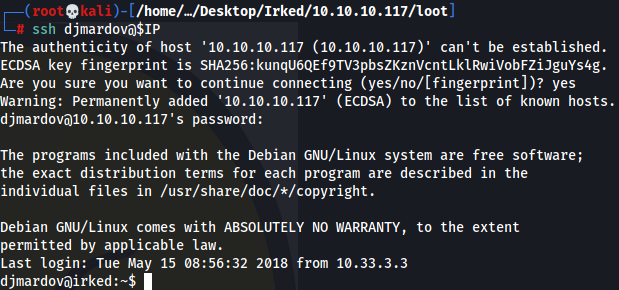 ┌──(root💀kali)-[/home/…/Desktop/Irked/10.10.10.117/loot]
└─# ssh djmardov@$IP
The authenticity of host '10.10.10.117 (10.10.10.117)' can't be established.
ECDSA key fingerprint is SHA256:kunqU6QEf9TV3pbsZKznVcntLklRwiVobFZiJguYs4g.
Are you sure you want to continue connecting (yes/no/[fingerprint])? yes
Warning: Permanently added '10.10.10.117' (ECDSA) to the list of known hosts.
djmardov@10.10.10.117's password:
The programs included with the Debian GNU/Linux system are free software;
the exact distribution terms for each program are described in the
individual files in /usr/share/doc/*/copyright.
Debian GNU/Linux comes with ABSOLUTELY NO WARRANTY, to the extent
permitted by applicable law.
Last login: Tue May 15 08:56:32 2018 from 10.33.3.3
djmardov@irked:~$